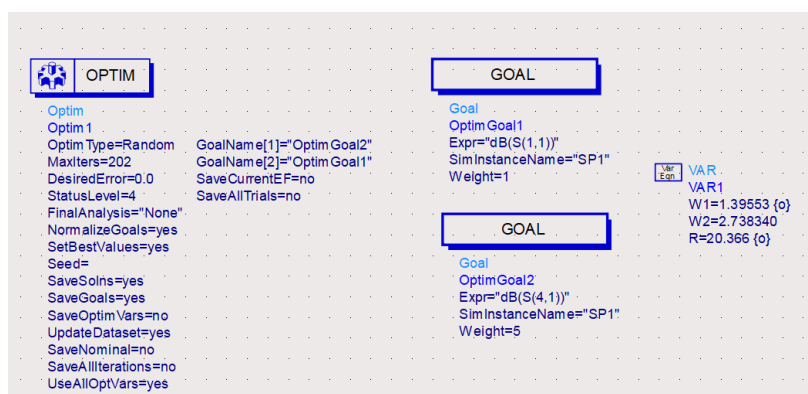 OPTIM
Optim
Optim1
OptimType=Random
MaxIters=202
DesiredError=0.0
StatusLevel=4
FinalAnalysis="None"
NormalizeGoals=yes
SetBestValues=yes
Seed=
SaveSolns=yes
SaveGoals=yes
SaveOptimVars=no
UpdateDataset=yes
SaveNominal=no
SaveAllIterations=no
UseAllOptVars=yes
GoalName[1]="OptimGoal2"
GoalName[2]="OptimGoal1"
SaveCurrentEF=no
SaveAllTrials=no
GOAL
Goal
OptimGoal1
Expr="dB(S(1,1))"
SimInstanceName="SP1"
Weight=1
GOAL
Goal
OptimGoal2
Expr="dB(S(4,1))"
SimInstanceName="SP1"
Weight=5
Var
Eqn
VAR
VAR1
W1=1.39553 {o}
W2=2.738340
R=20.366 {o}